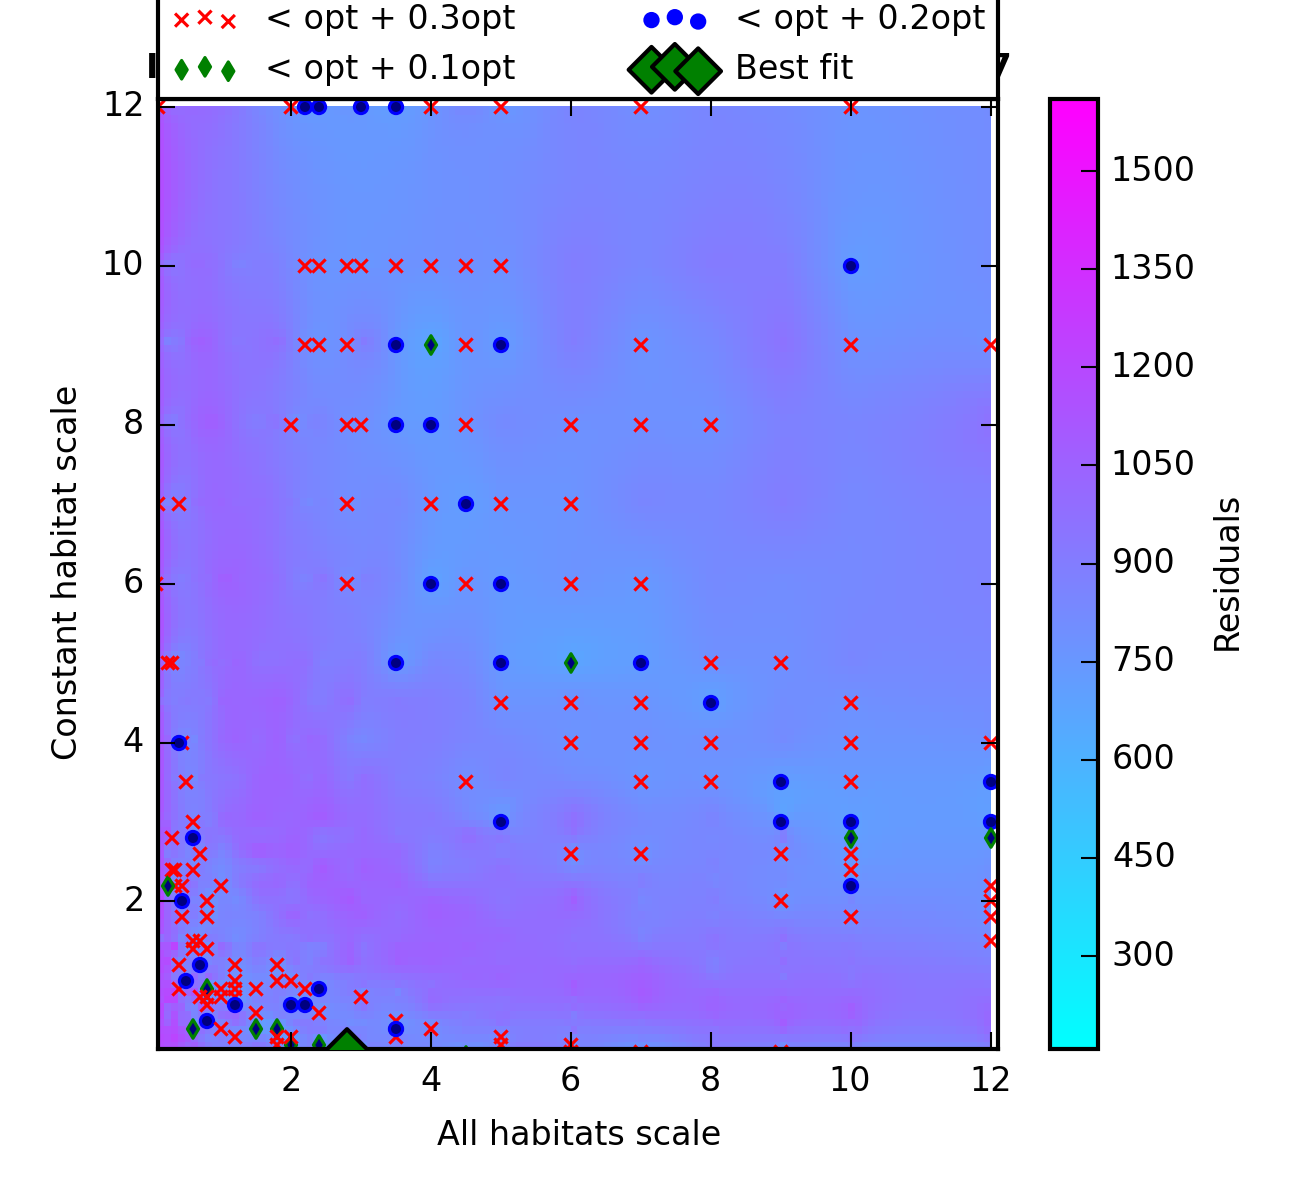 < opt + 0.3opt
< opt + 0.2opt
< opt + 0.1opt
Best fit
12
10
8
6
4
2
Constant habitat scale
2 4 6 8 10 12
All habitats scale
1500
1350
1200
1050
900
750
600
450
300
Residuals